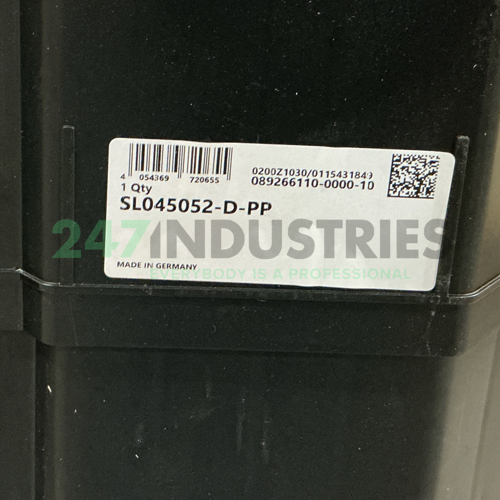 4 054369 720655
1 Qty
0200Z1030/0115431849
089266110-0000-10
SL045052-D-PP
247INDUSTRIES
MADE IN GERMANY
EVERYBODY IS A PROFESSIONAL